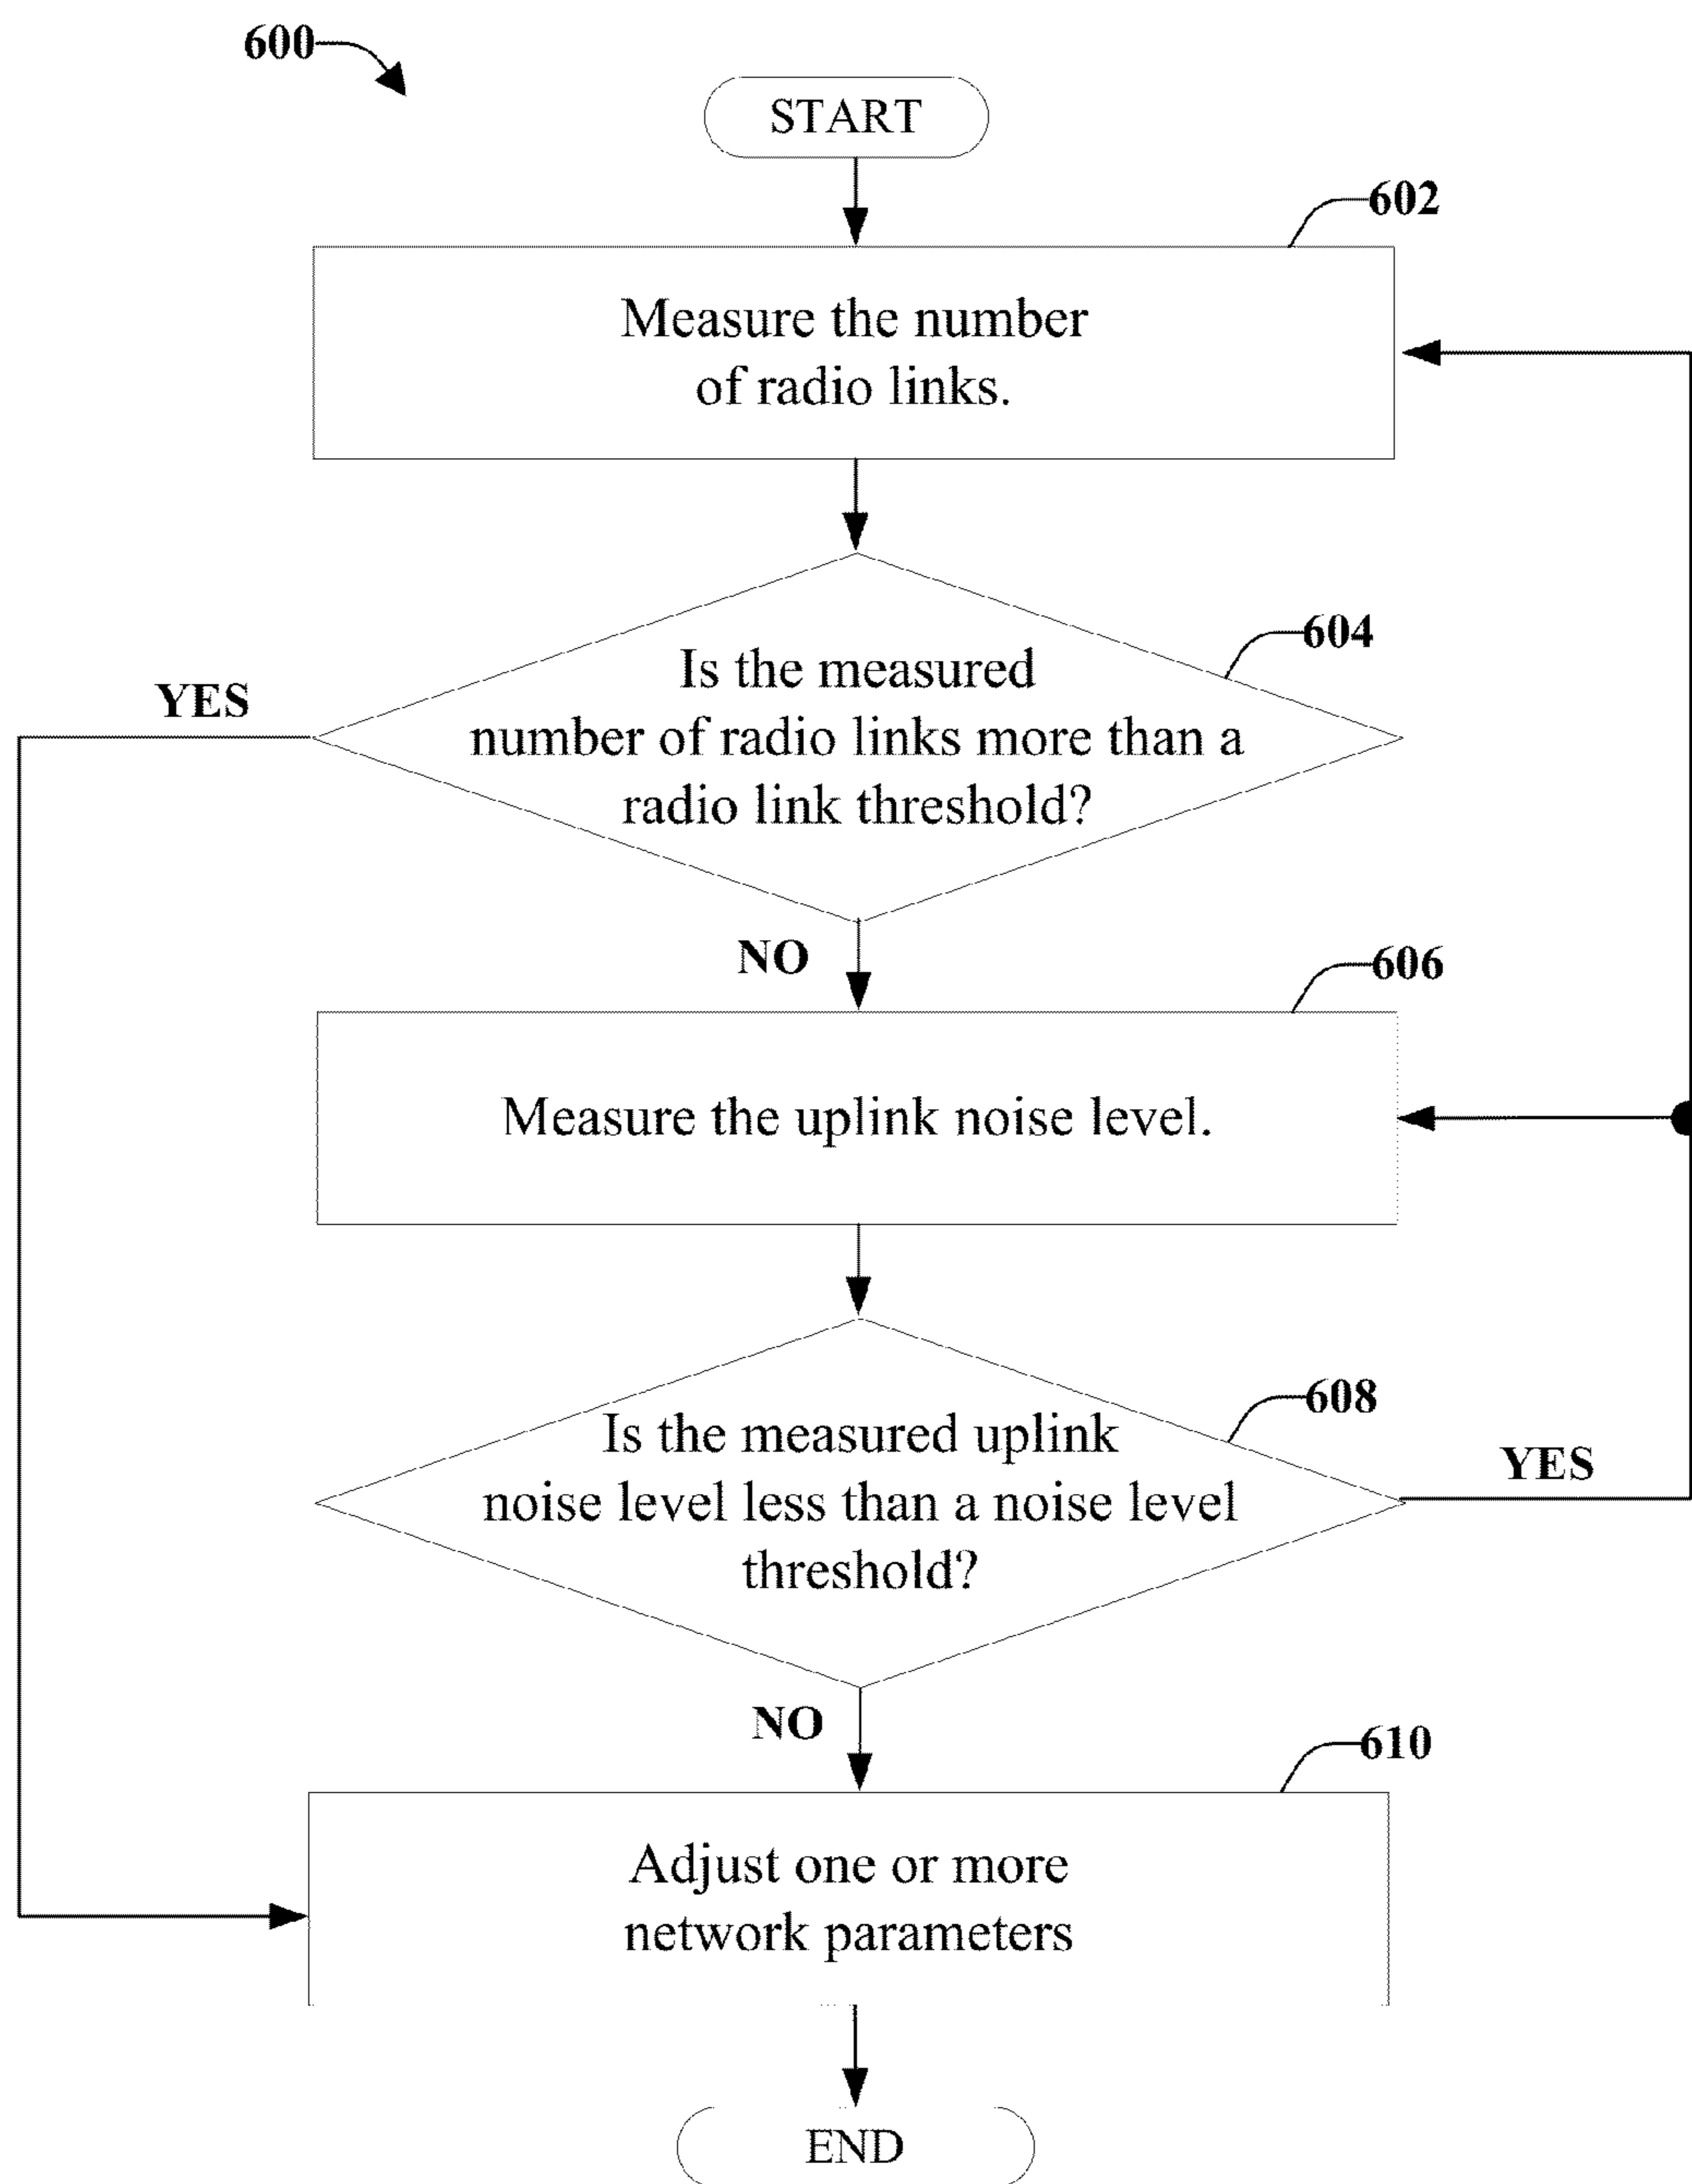 600
START
602
Measure the number
of radio links.
604
Is the measured
number of radio links more than a
radio link threshold?
YES
NO
606
Measure the uplink noise level.
608
Is the measured uplink
noise level less than a noise level
threshold?
YES
NO
610
Adjust one or more
network parameters
END